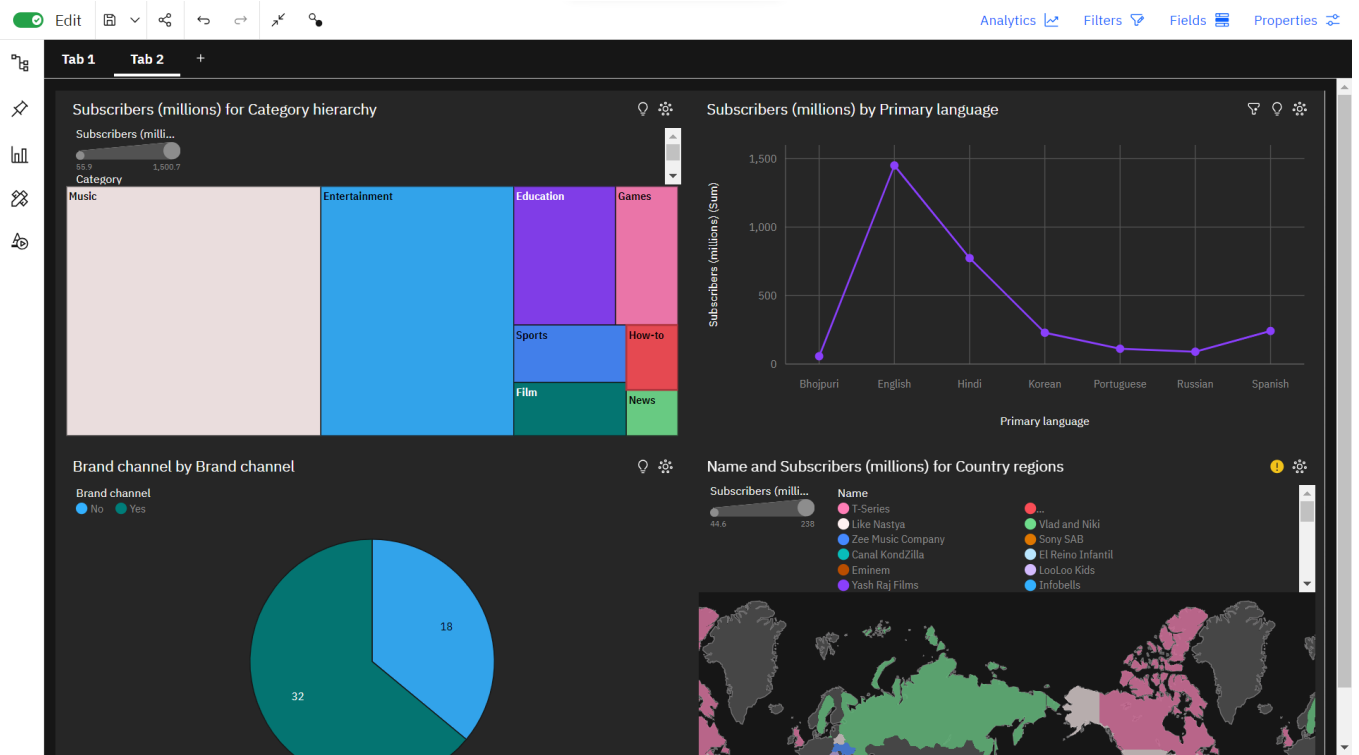 Edit
Analytics
Filters
Fields
Properties
Tab 1
Tab 2
+
Subscribers (millions) for Category hierarchy
Subscribers (milli...
55.9
1,500.7
Category
Music
Entertainment
Education
Games
Sports
How-to
Film
News
Subscribers (millions) by Primary language
Subscribers (millions) (Sum)
1,500
1,000
500
0
Bhojpuri
English
Hindi
Korean
Portuguese
Russian
Spanish
Primary language
Brand channel by Brand channel
Brand channel
No
Yes
18
32
Name and Subscribers (millions) for Country regions
Subscribers (milli...
44.6
238
Name
T-Series
...
Like Nastya
Vlad and Niki
Zee Music Company
Sony SAB
Canal KondZilla
El Reino Infantil
Eminem
LooLoo Kids
Yash Raj Films
Infobells